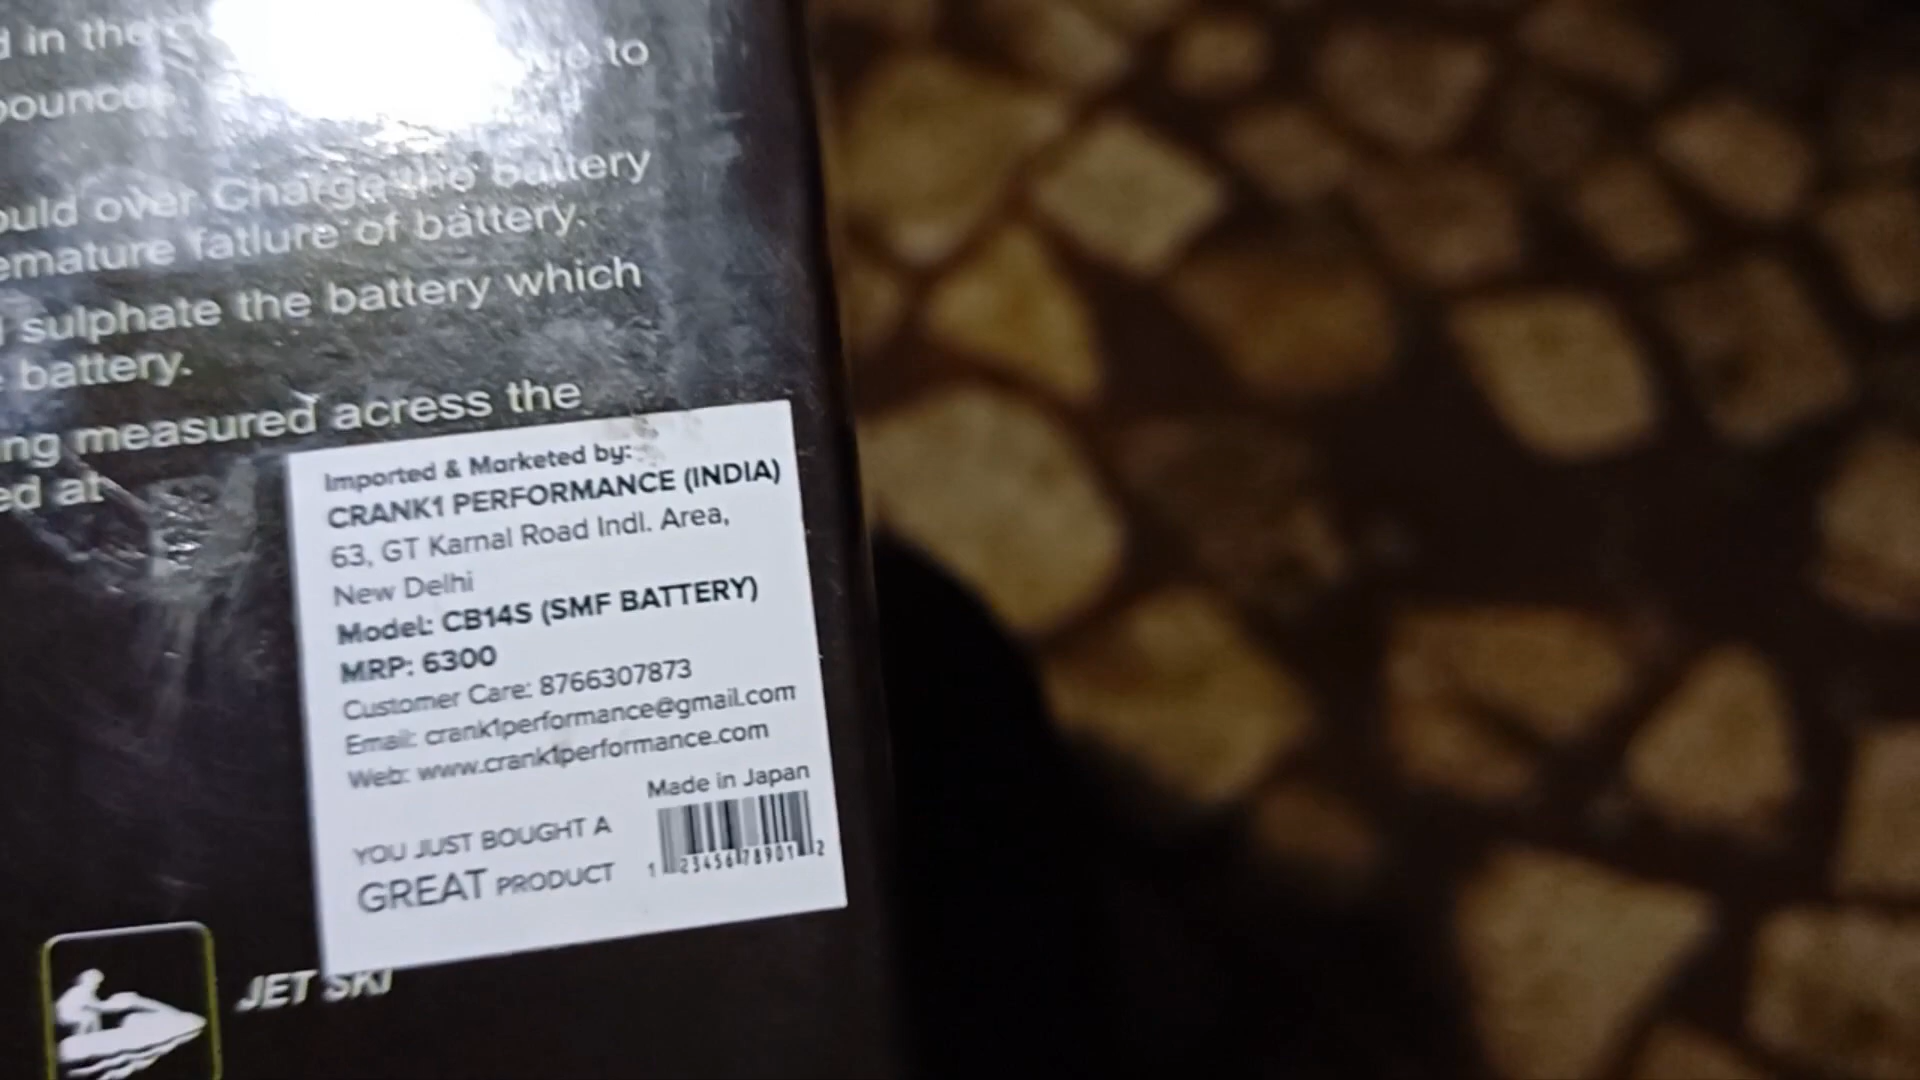 d in the
to
bounces.
ould over Charge the battery
emature fatlure of battery.
sulphate the battery which
battery.
ng measured acress the
ed at
Imported & Marketed by:
CRANK1 PERFORMANCE (INDIA)
63, GT Karnal Road Indl. Area,
New Delhi
Model: CB14S (SMF BATTERY)
MRP: 6300
Customer Care: 8766307873
Email: crank1performance@gmail.com
Web: www.crank1performance.com
Made in Japan
YOU JUST BOUGHT A
GREAT PRODUCT
1 23456 78901 2
JET SKI